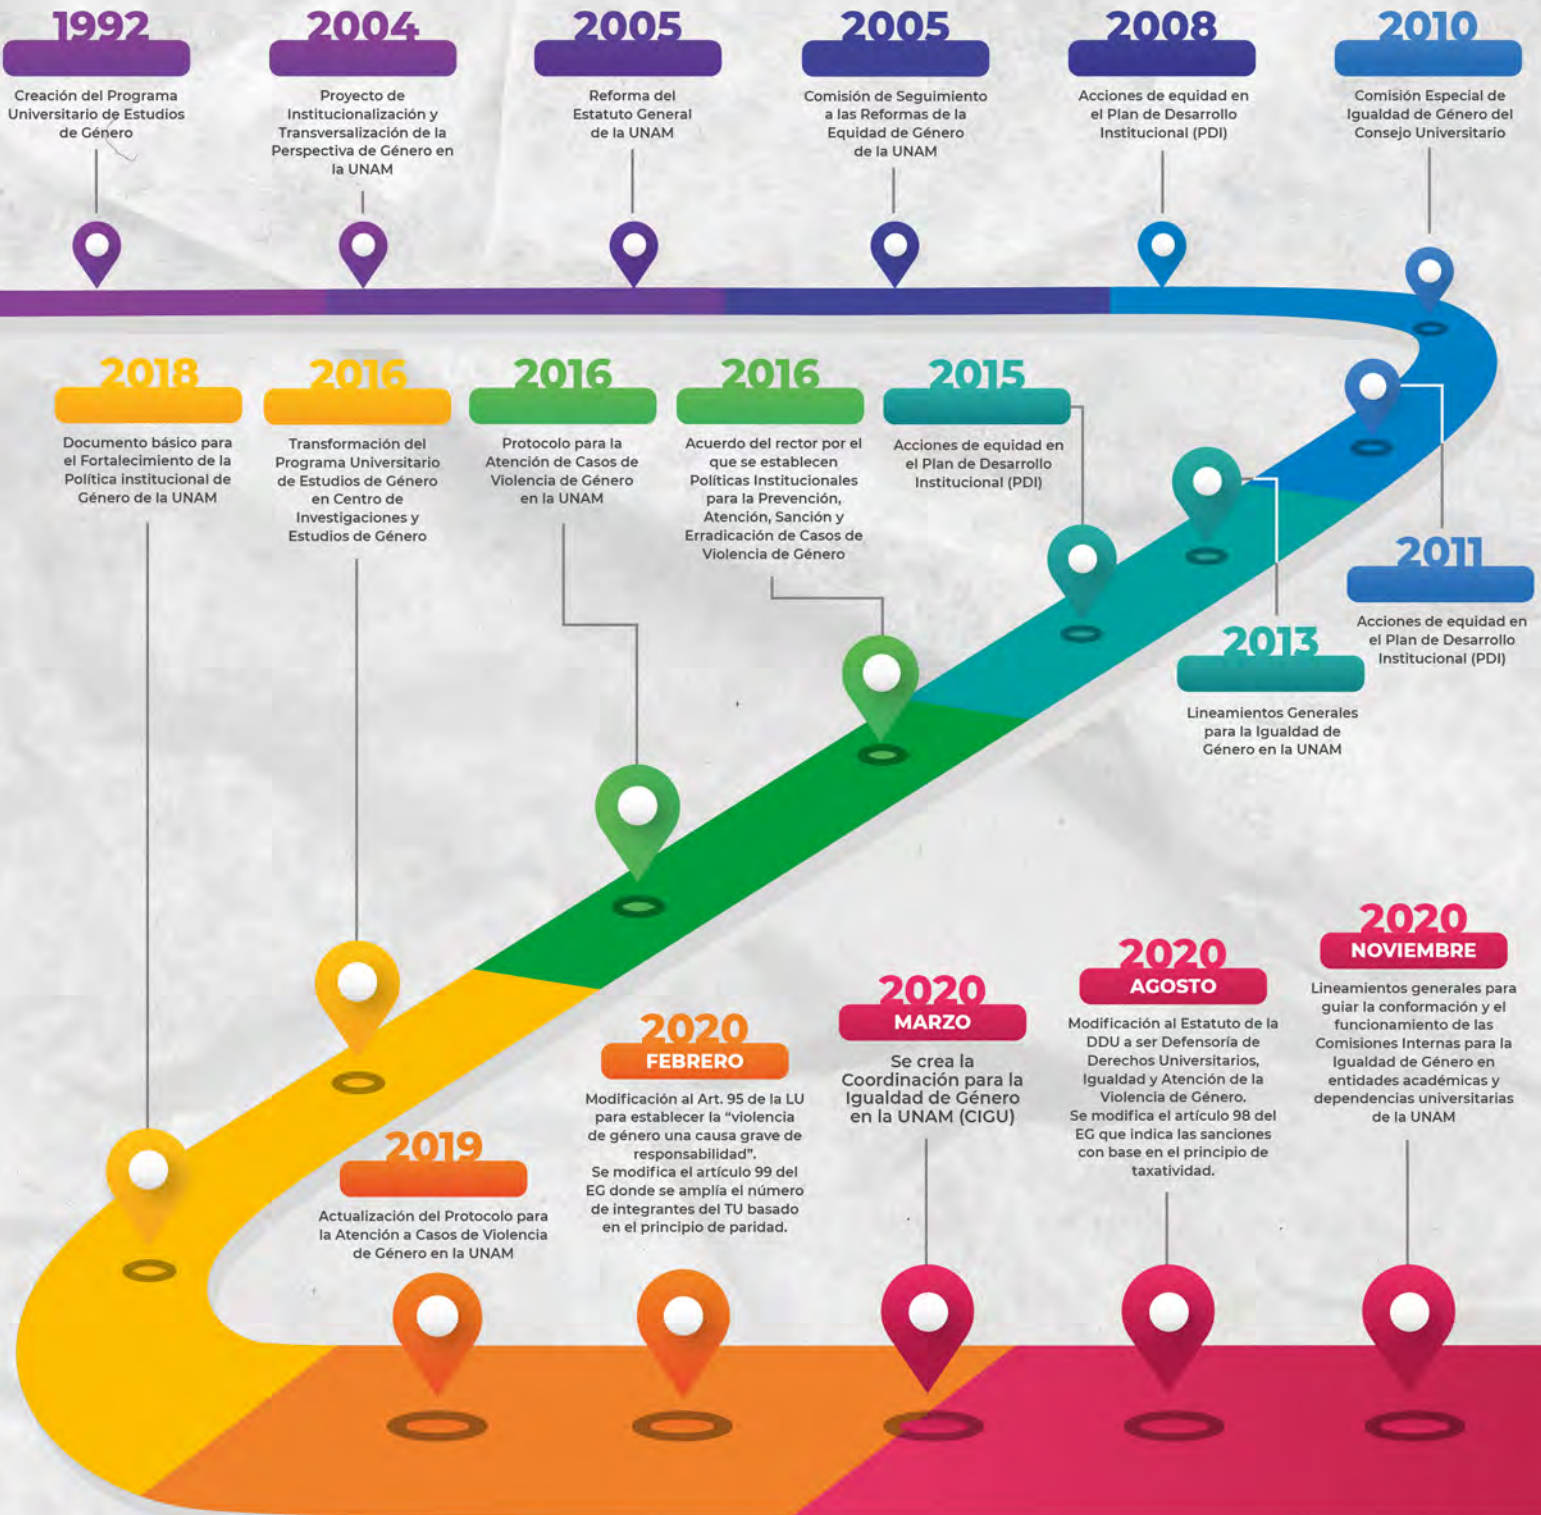 1992
Creación del Programa
Universitario de Estudios
de Género
2004
Proyecto de
Institucionalización y
Transversalización de la
Perspectiva de Género en
la UNAM
2005
Reforma del
Estatuto General
de la UNAM
2005
Comisión de Seguimiento
a las Reformas de la
Equidad de Género
de la UNAM
2008
Acciones de equidad en
el Plan de Desarrollo
Institucional (PDI)
2010
Comisión Especial de
Igualdad de Género del
Consejo Universitario
2018
Documento básico para
el Fortalecimiento de la
Política institucional de
Género de la UNAM
2016
Transformación del
Programa Universitario
de Estudios de Género
en Centro de
Investigaciones y
Estudios de Género
2016
Protocolo para la
Atención de Casos de
Violencia de Género
en la UNAM
2016
Acuerdo del rector por el
que se establecen
Políticas Institucionales
para la Prevención,
Atención, Sanción y
Erradicación de Casos de
Violencia de Género
2015
Acciones de equidad en
el Plan de Desarrollo
Institucional (PDI)
2011
Acciones de equidad en
el Plan de Desarrollo
Institucional (PDI)
2013
Lineamientos Generales
para la Igualdad de
Género en la UNAM
2019
Actualización del Protocolo para
la Atención a Casos de Violencia
de Género en la UNAM
2020
FEBRERO
Modificación al Art. 95 de la LU
para establecer la “violencia
de género una causa grave de
responsabilidad”.
Se modifica el artículo 99 del
EG donde se amplía el número
de integrantes del TU basado
en el principio de paridad.
2020
MARZO
Se crea la
Coordinación para la
Igualdad de Género
en la UNAM (CIGU)
2020
AGOSTO
Modificación al Estatuto de la
DDU a ser Defensoría de
Derechos Universitarios,
Igualdad y Atención de la
Violencia de Género.
Se modifica el artículo 98 del
EG que indica las sanciones
con base en el principio de
taxatividad.
2020
NOVIEMBRE
Lineamientos generales para
guiar la conformación y el
funcionamiento de las
Comisiones Internas para la
Igualdad de Género en
entidades académicas y
dependencias universitarias
de la UNAM